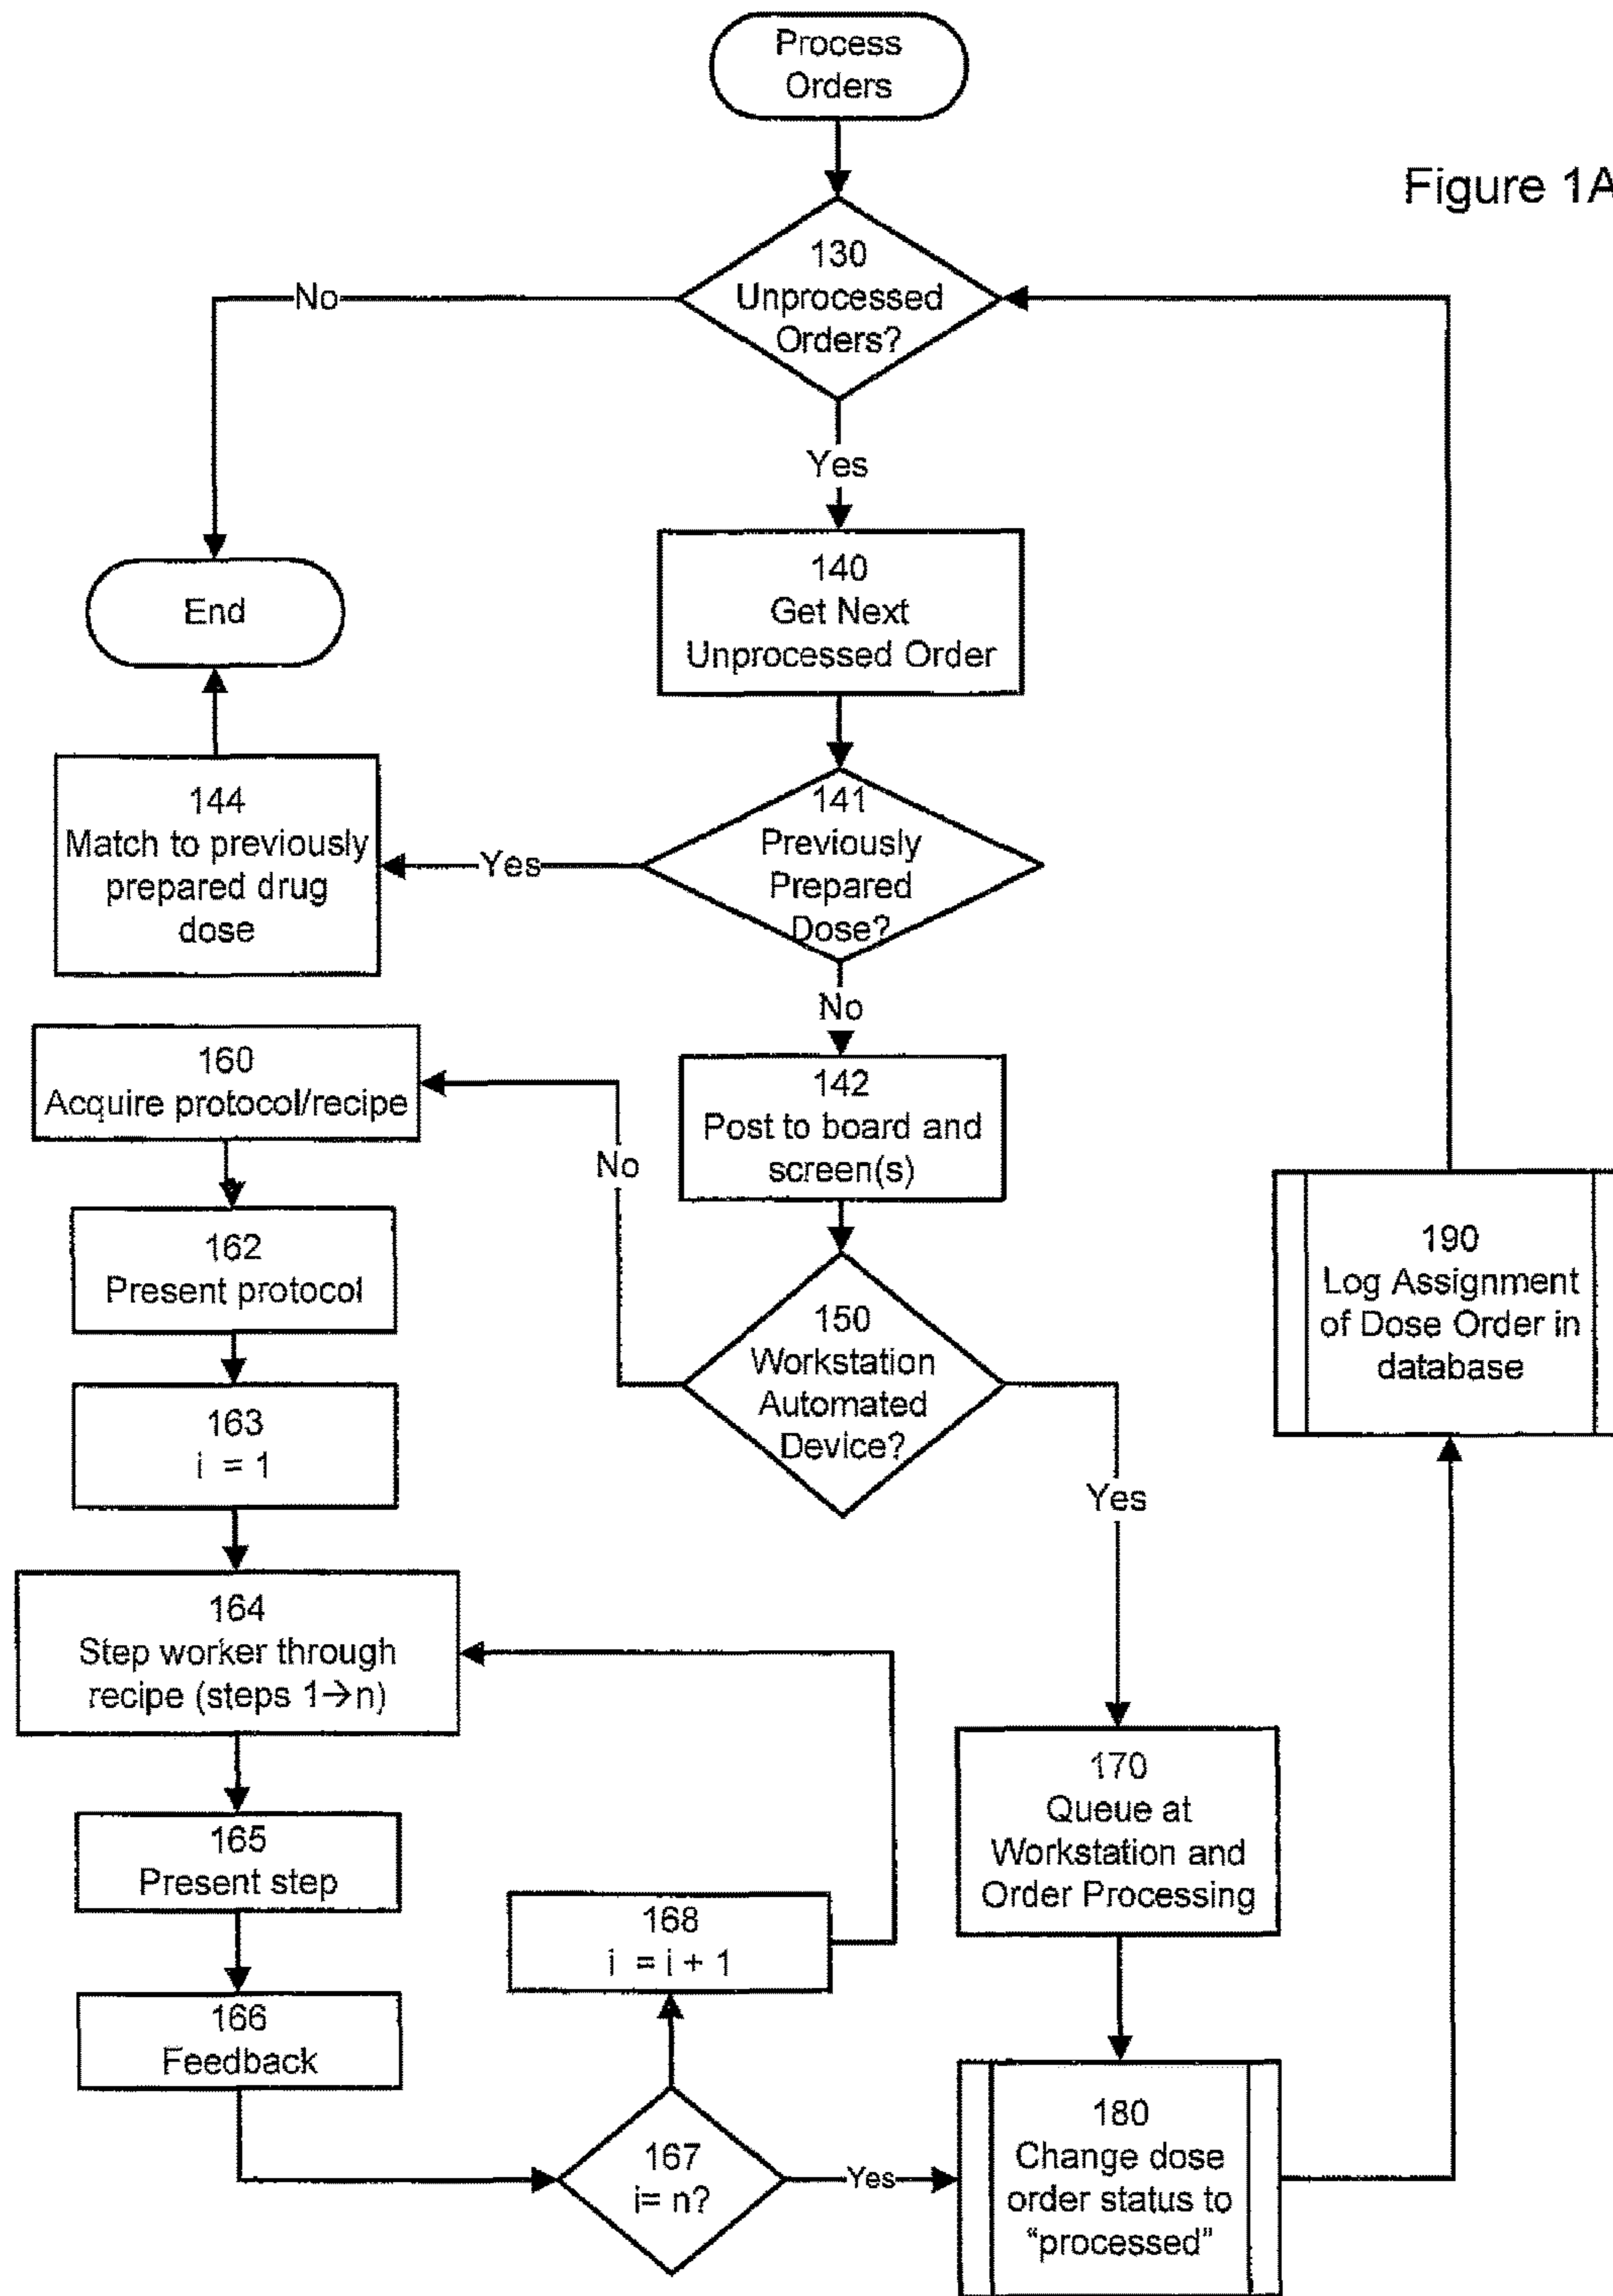 Process
Orders
Figure 1A
130
Unprocessed
Orders?
No
Yes
140
Get Next
Unprocessed Order
End
141
Previously
Prepared
Dose?
Yes
144
Match to previously
prepared drug
dose
No
142
Post to board and
screen(s)
160
Acquire protocol/recipe
No
162
Present protocol
150
Workstation
Automated
Device?
190
Log Assignment
of Dose Order in
database
163
i = 1
Yes
164
Step worker through
recipe (steps 1→n)
165
Present step
170
Queue at
Workstation and
Order Processing
168
i = i + 1
166
Feedback
167
i= n?
Yes
180
Change dose
order status to
“processed”